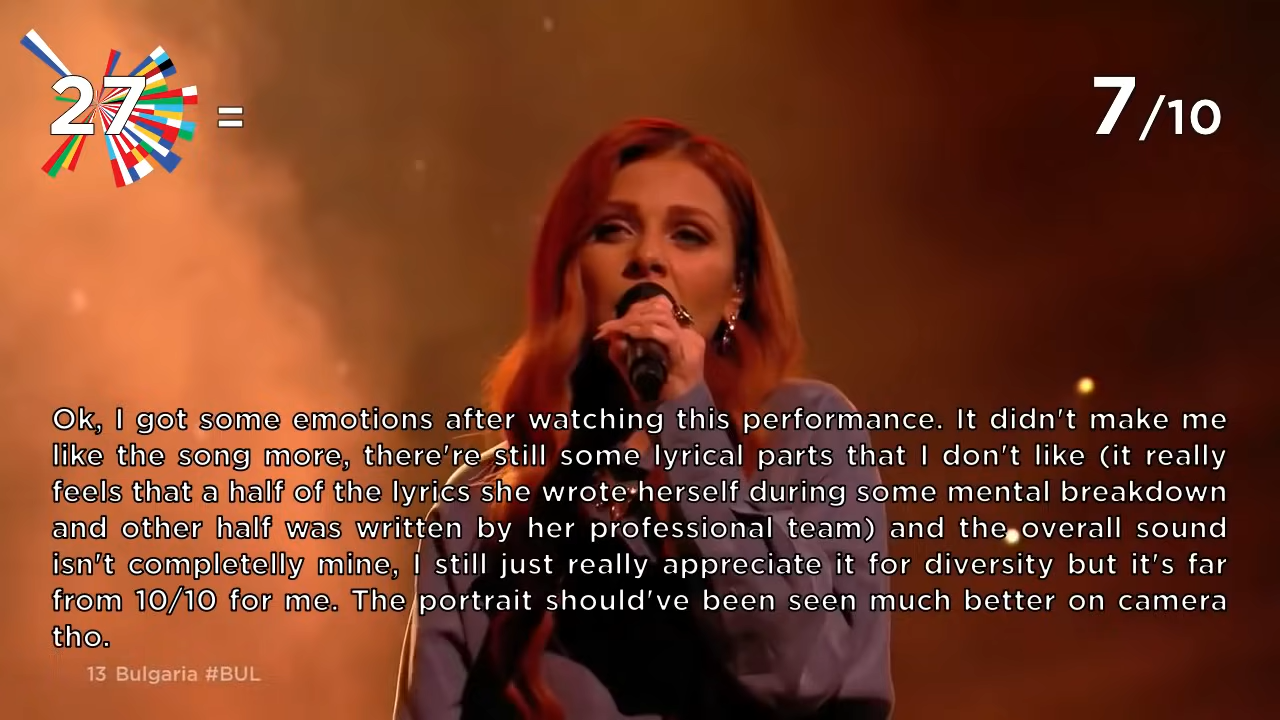 27 =
7/10
Ok, I got some emotions after watching this performance. It didn't make me
like the song more, there're still some lyrical parts that I don't like (it really
feels that a half of the lyrics she wrote herself during some mental breakdown
and other half was written by her professional team) and the overall sound
isn't completelly mine, I still just really appreciate it for diversity but it's far
from 10/10 for me. The portrait should've been seen much better on camera
tho.
13 Bulgaria #BUL